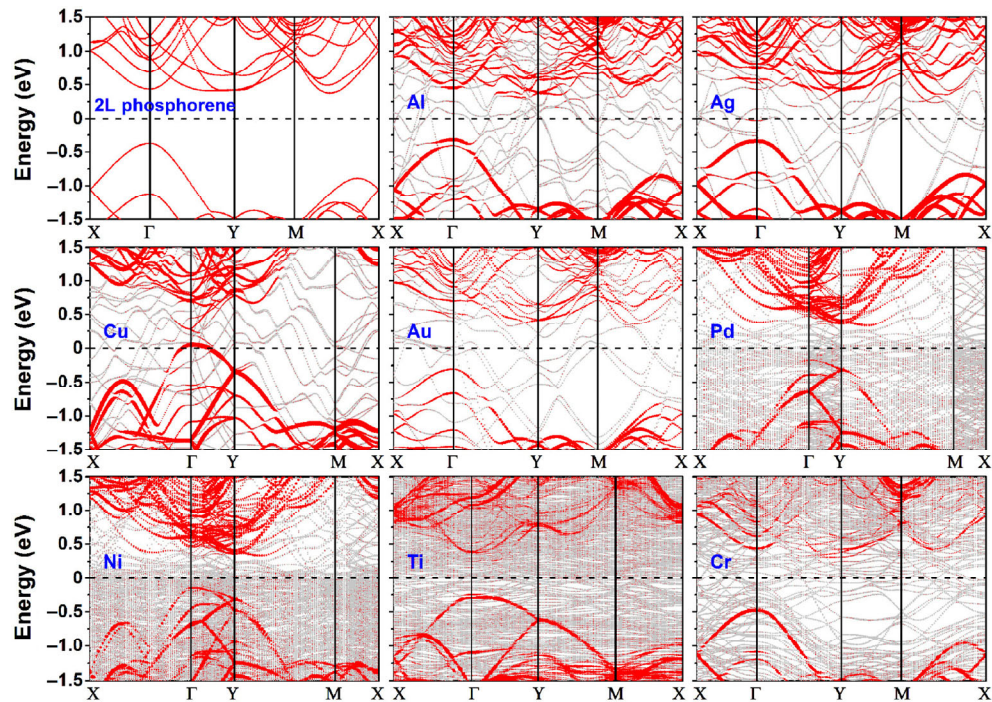 1.5
1.0
0.5
0
−0.5
−1.0
−1.5
Energy (eV)
2L phosphorene
X Γ Y M X
Al
X Γ Y M X
Ag
X Γ Y M X
1.5
1.0
0.5
0
−0.5
−1.0
−1.5
Energy (eV)
Cu
X Γ Y M X
Au
X Γ Y M X
Pd
X Γ Y M X
1.5
1.0
0.5
0
−0.5
−1.0
−1.5
Energy (eV)
Ni
X Γ Y M X
Ti
X Γ Y M X
Cr
X Γ Y M X